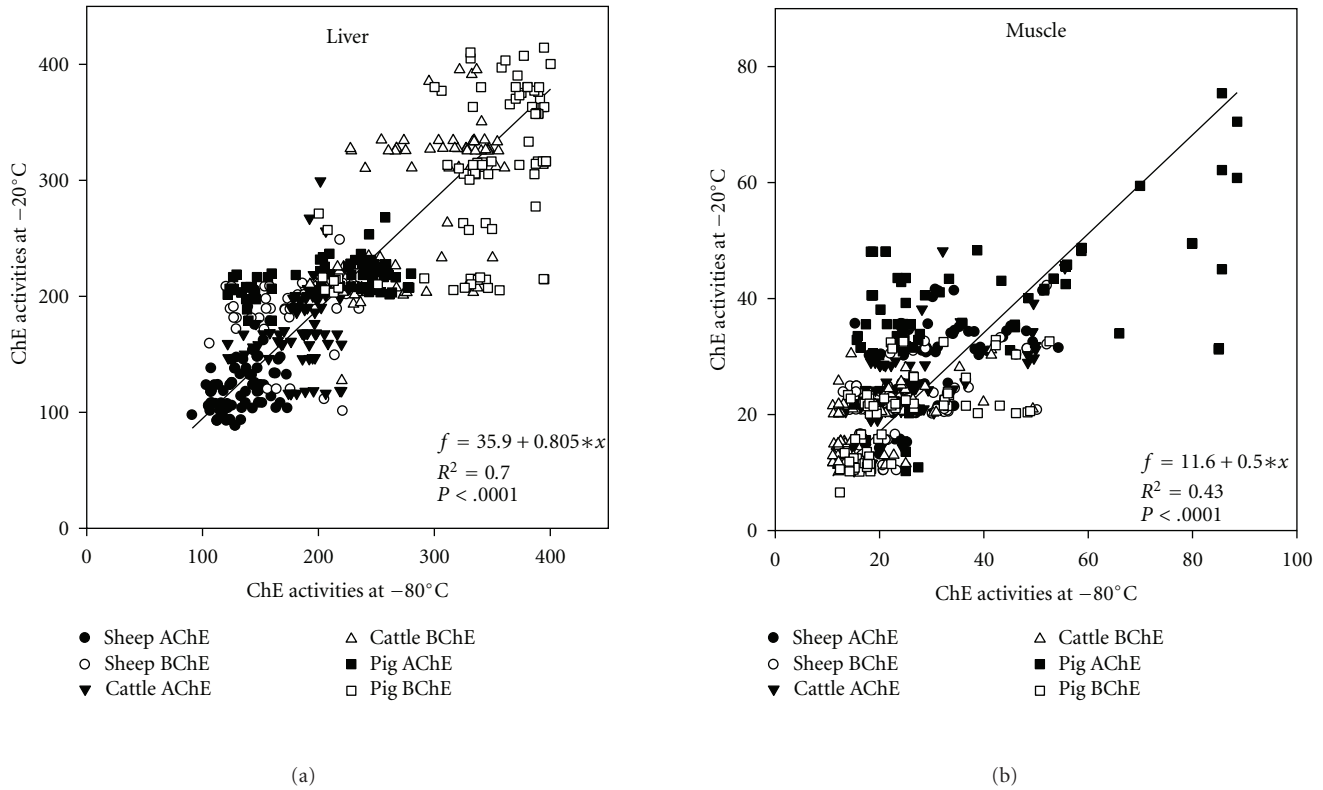 Liver
ChE activities at −20°C
400
300
200
100
0
f = 35.9 + 0.805∗x
R² = 0.7
P < .0001
0 100 200 300 400
ChE activities at −80°C
Sheep AChE
Sheep BChE
Cattle AChE
Cattle BChE
Pig AChE
Pig BChE
(a)
Muscle
ChE activities at −20°C
80
60
40
20
0
f = 11.6 + 0.5∗x
R² = 0.43
P < .0001
0 20 40 60 80 100
ChE activities at −80°C
Sheep AChE
Sheep BChE
Cattle AChE
Cattle BChE
Pig AChE
Pig BChE
(b)